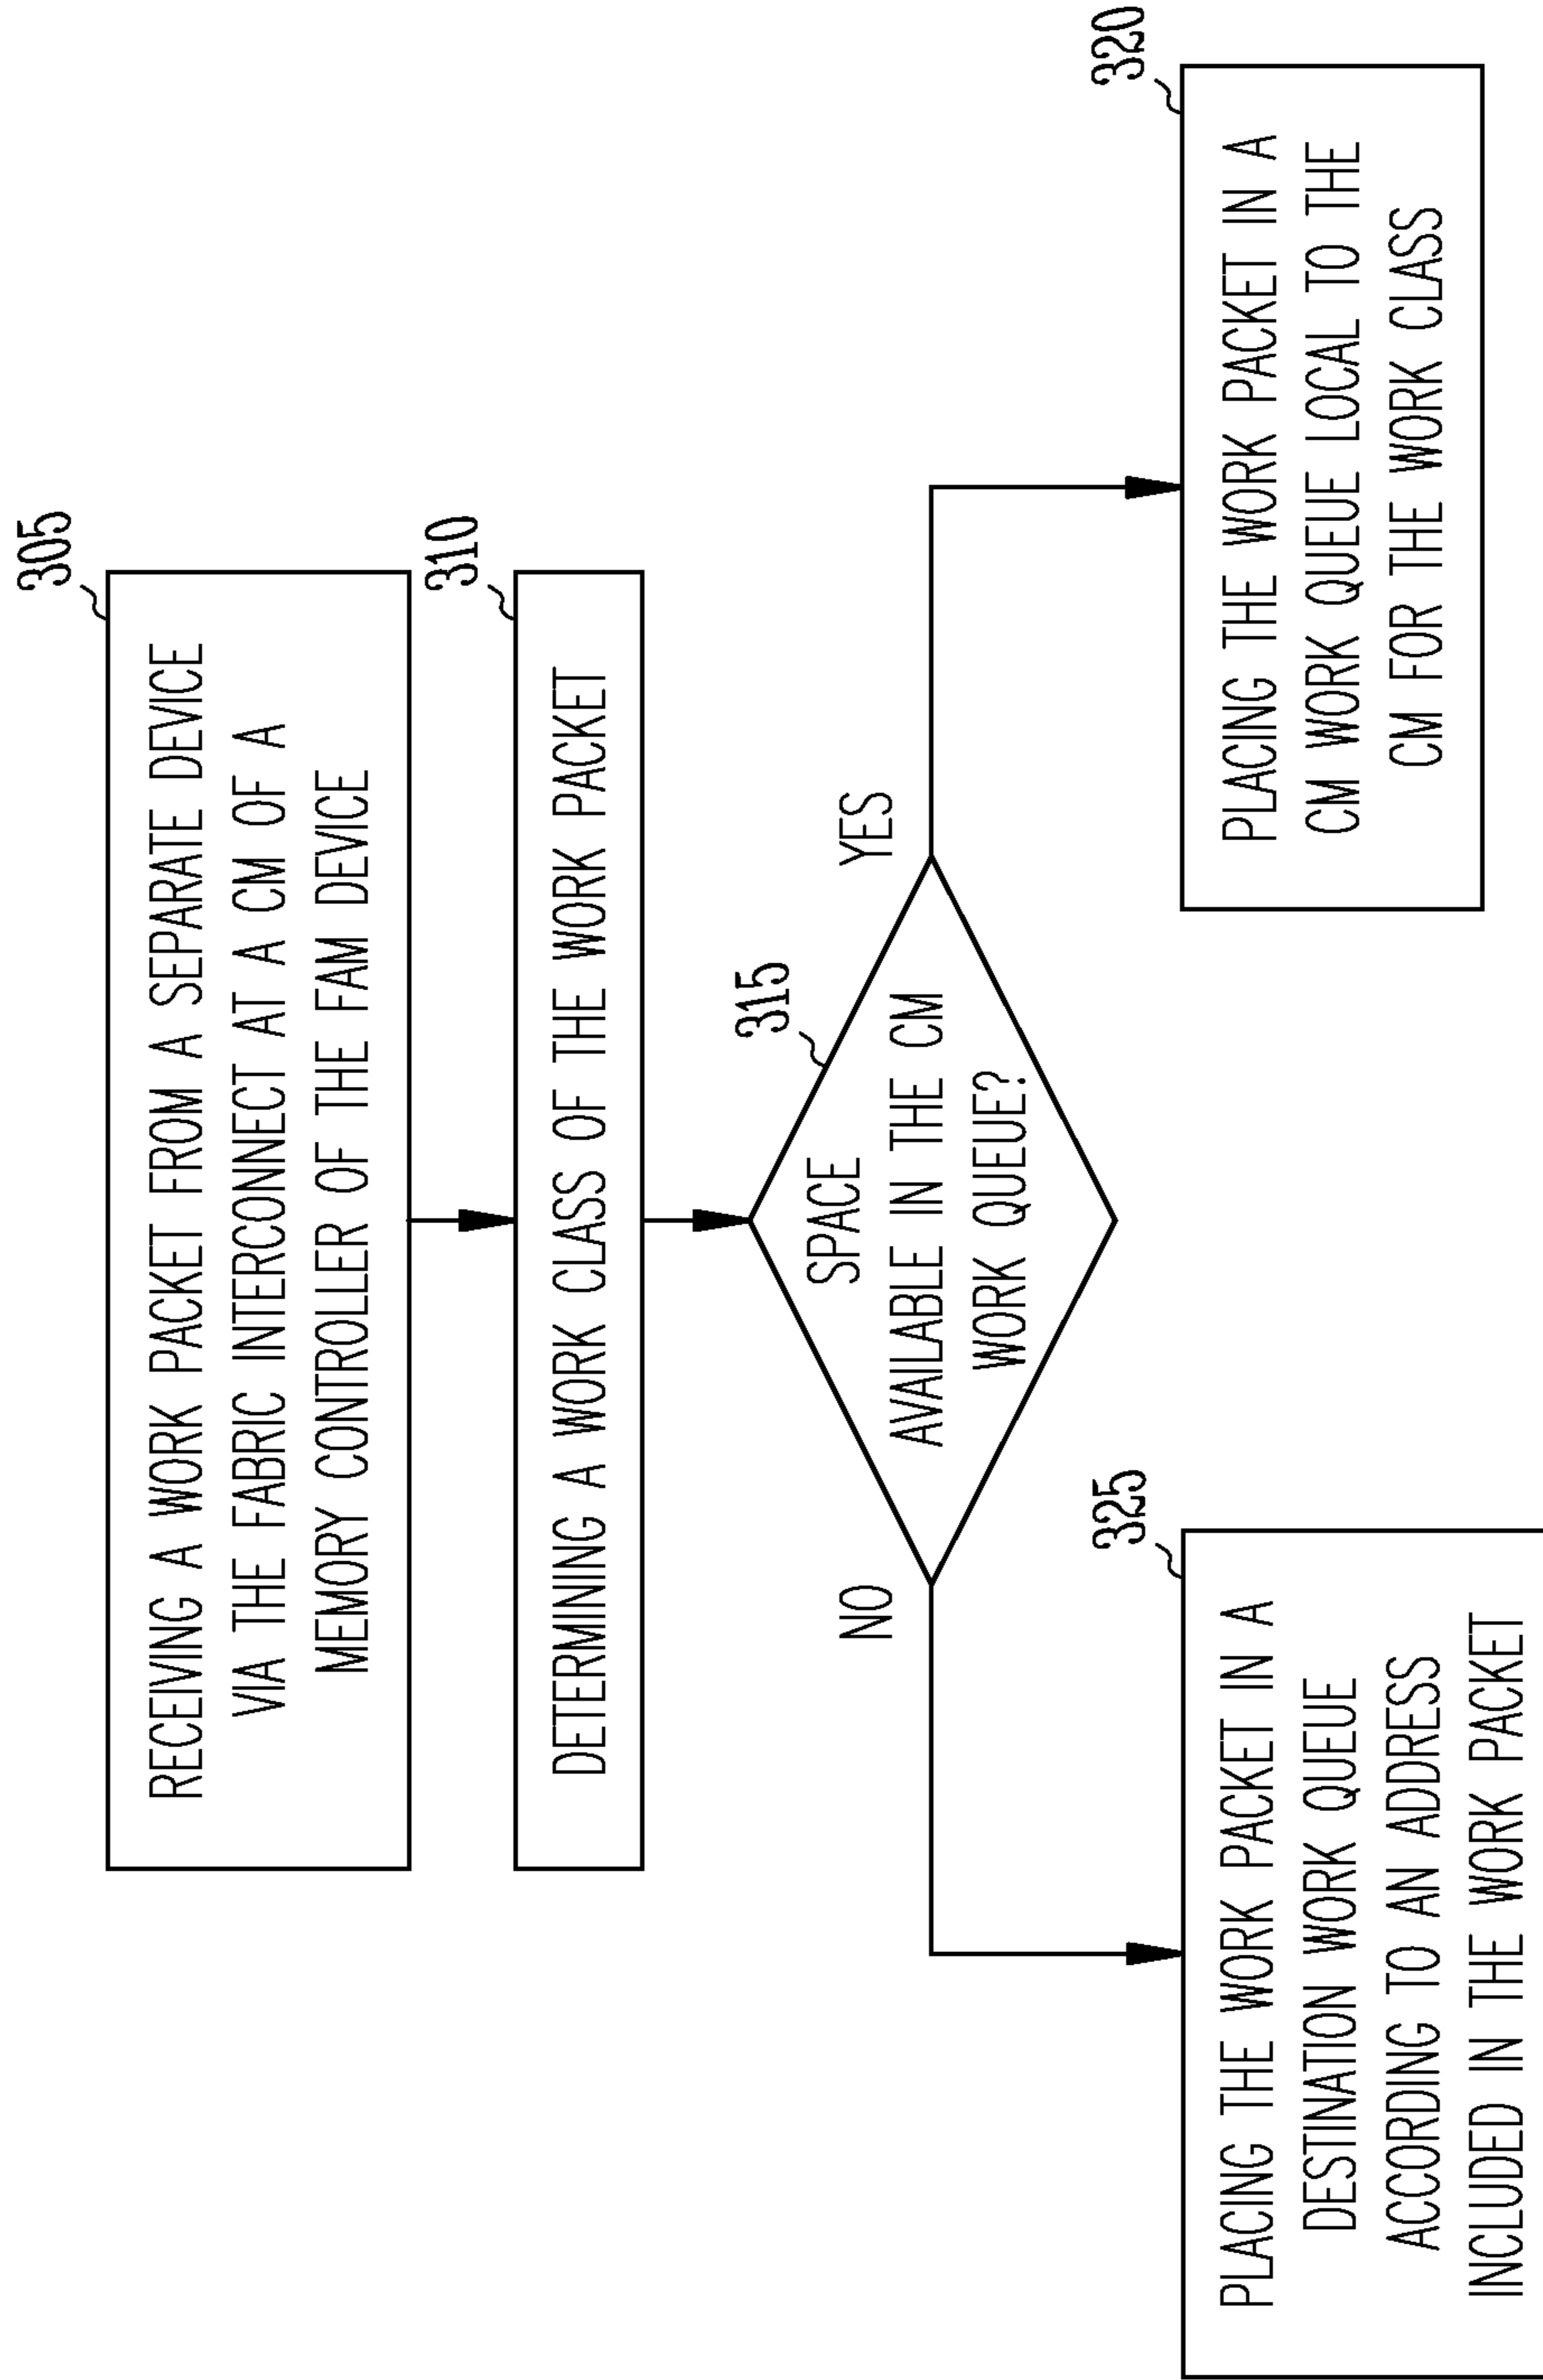 305
RECEIVING A WORK PACKET FROM A SEPARATE DEVICE
VIA THE FABRIC INTERCONNECT AT A CM OF A
MEMORY CONTROLLER OF THE FAM DEVICE
310
DETERMINING A WORK CLASS OF THE WORK PACKET
315
SPACE
AVAILABLE IN THE CM
WORK QUEUE?
NO
YES
325
PLACING THE WORK PACKET IN A
DESTINATION WORK QUEUE
ACCORDING TO AN ADDRESS
INCLUDED IN THE WORK PACKET
320
PLACING THE WORK PACKET IN A
CM WORK QUEUE LOCAL TO THE
CM FOR THE WORK CLASS